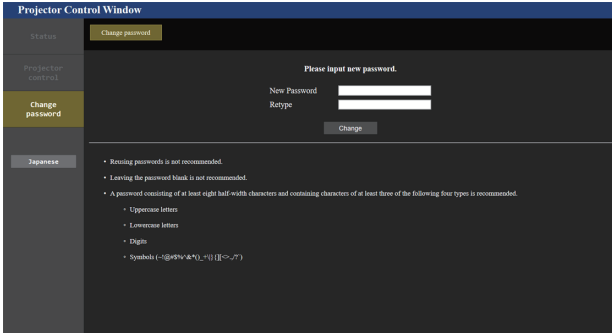 Projector Control Window
Status
Projector
control
Change
password
Japanese
Change password
Please input new password.
New Password
Retype
Change
• Reusing passwords is not recommended.
• Leaving the password blank is not recommended.
• A password consisting of at least eight half-width characters and containing characters of at least three of the following four types is recommended.
Uppercase letters
Lowercase letters
Digits
Symbols